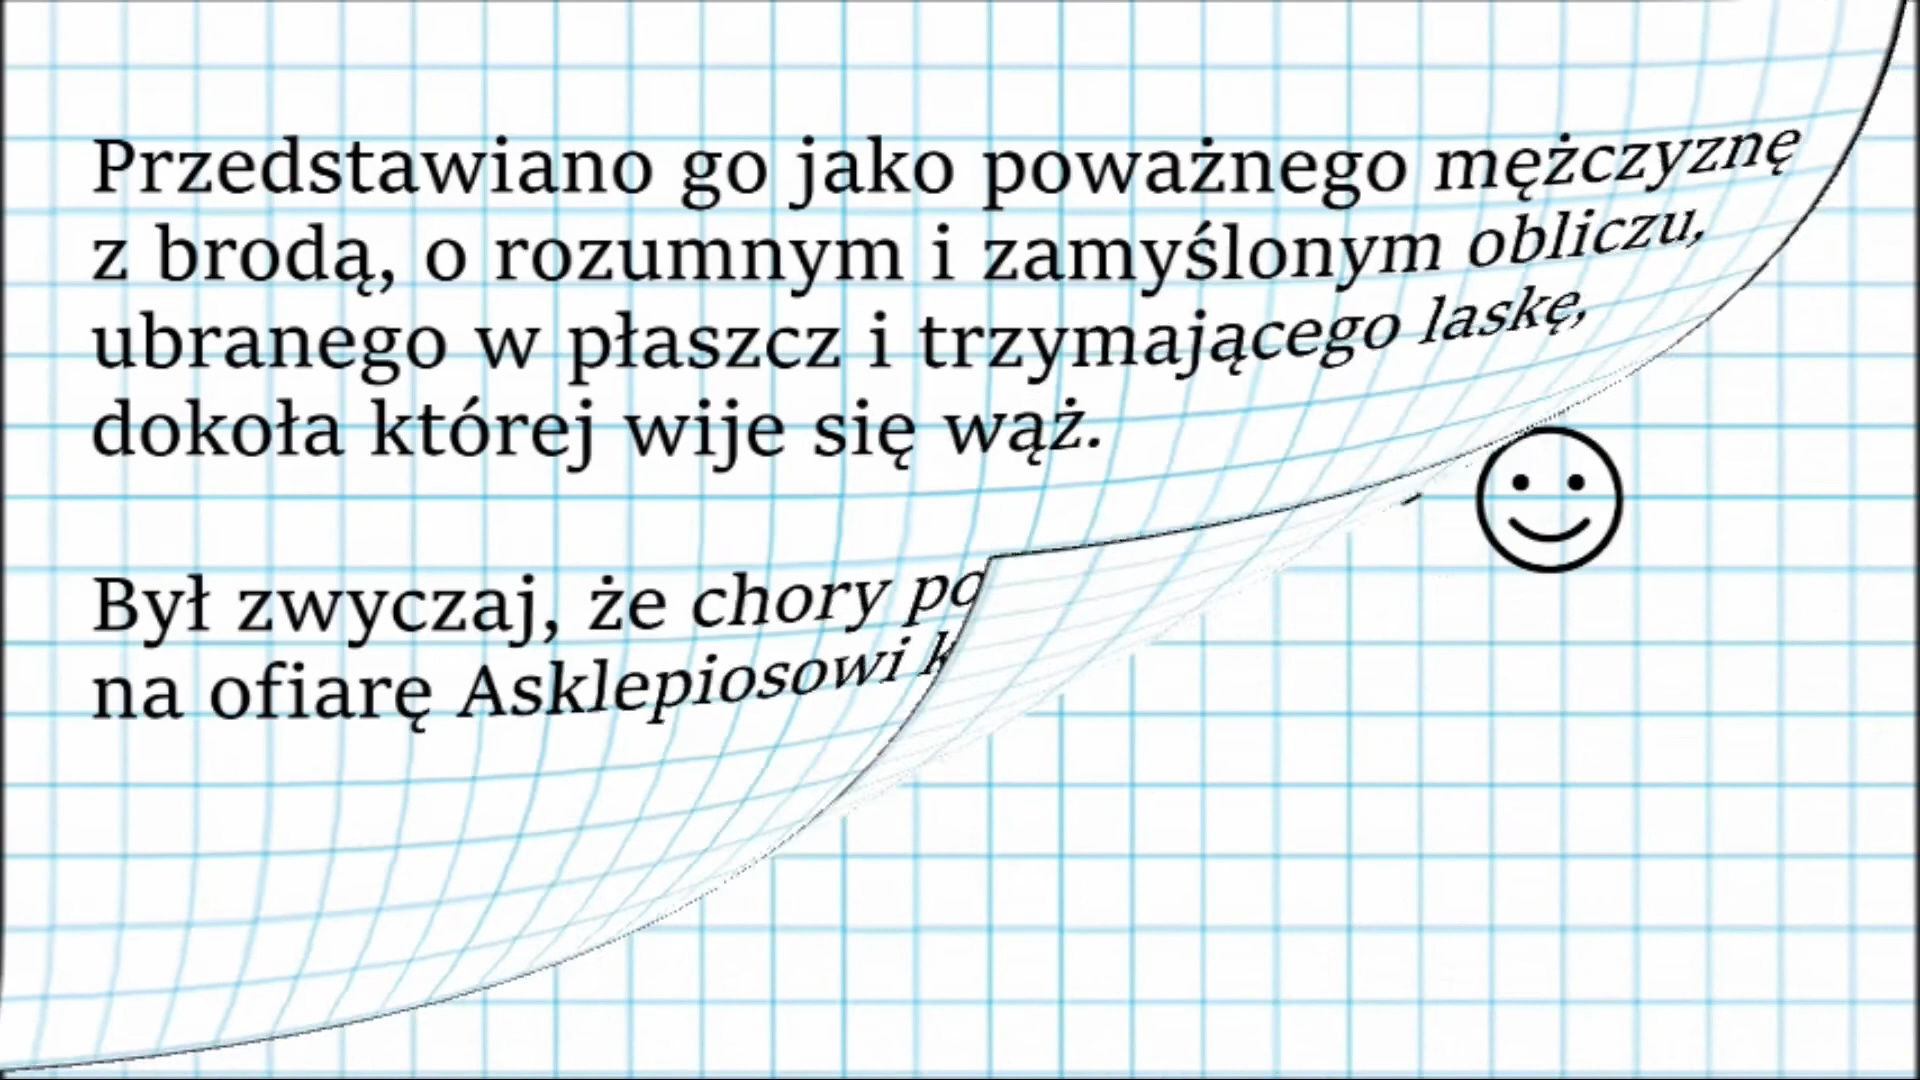 Przedstawiano go jako poważnego mężczyznę
z brodą, o rozumnym i zamyślonym obliczu,
ubranego w płaszcz i trzymającego laskę,
dokoła której wije się wąż.
Był zwyczaj, że chory
na ofiarę Asklepiosowi